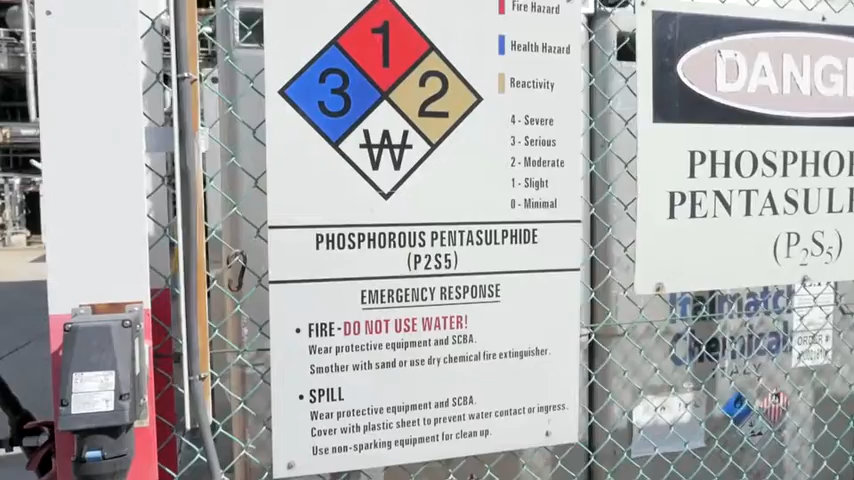 1
3
2
W
Fire Hazard
Health Hazard
Reactivity
4 - Severe
3 - Serious
2 - Moderate
1 - Slight
0 - Minimal
PHOSPHOROUS PENTASULPHIDE
(P2S5)
EMERGENCY RESPONSE
• FIRE-DO NOT USE WATER!
Wear protective equipment and SCBA.
Smother with sand or use dry chemical fire extinguisher.
• SPILL
Wear protective equipment and SCBA.
Cover with plastic sheet to prevent water contact or ingress.
Use non-sparking equipment for clean up.
DANGE
PHOSPHOR
PENTASULF
(P2S5)
Chemical
ITALY